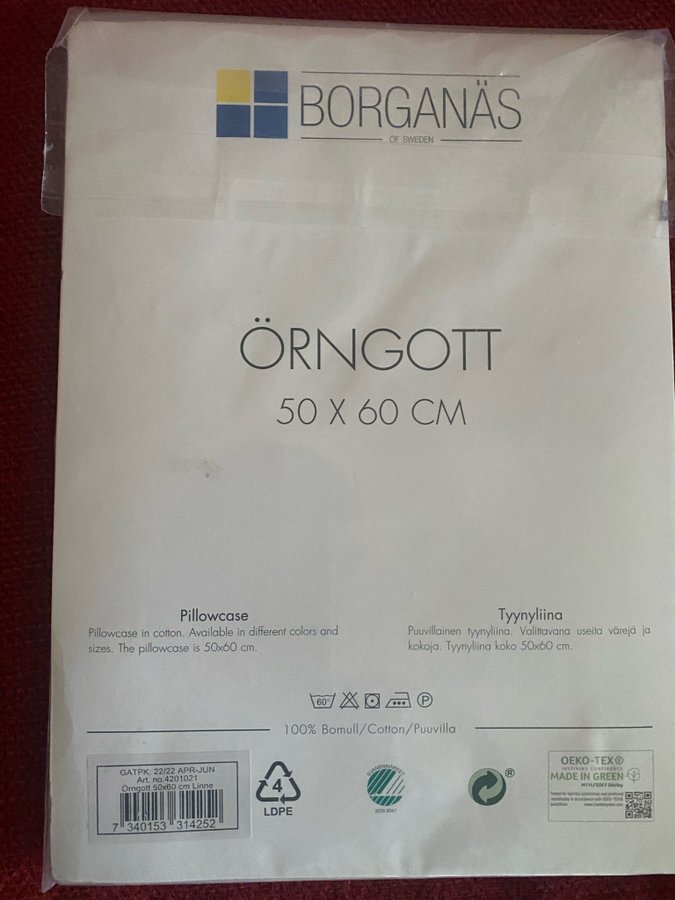 BORGANÄS
OF SWEDEN
ÖRNGOTT
50 X 60 CM
Pillowcase
Pillowcase in cotton. Available in different colors and
sizes. The pillowcase is 50x60 cm.
Tyynyliina
Puuvillainen tyynyliina. Valittavana useita värejä ja
kokoja. Tyynyliina koko 50x60 cm.
60°
P
100% Bomull/Cotton/Puuvilla
GATPK: 22/22 APR-JUN
Art. no.4201021
Örngott 50x60 cm Linne
7 340153 314252
4
LDPE
®
OEKO-TEX®
INSPIRING CONFIDENCE
MADE IN GREEN